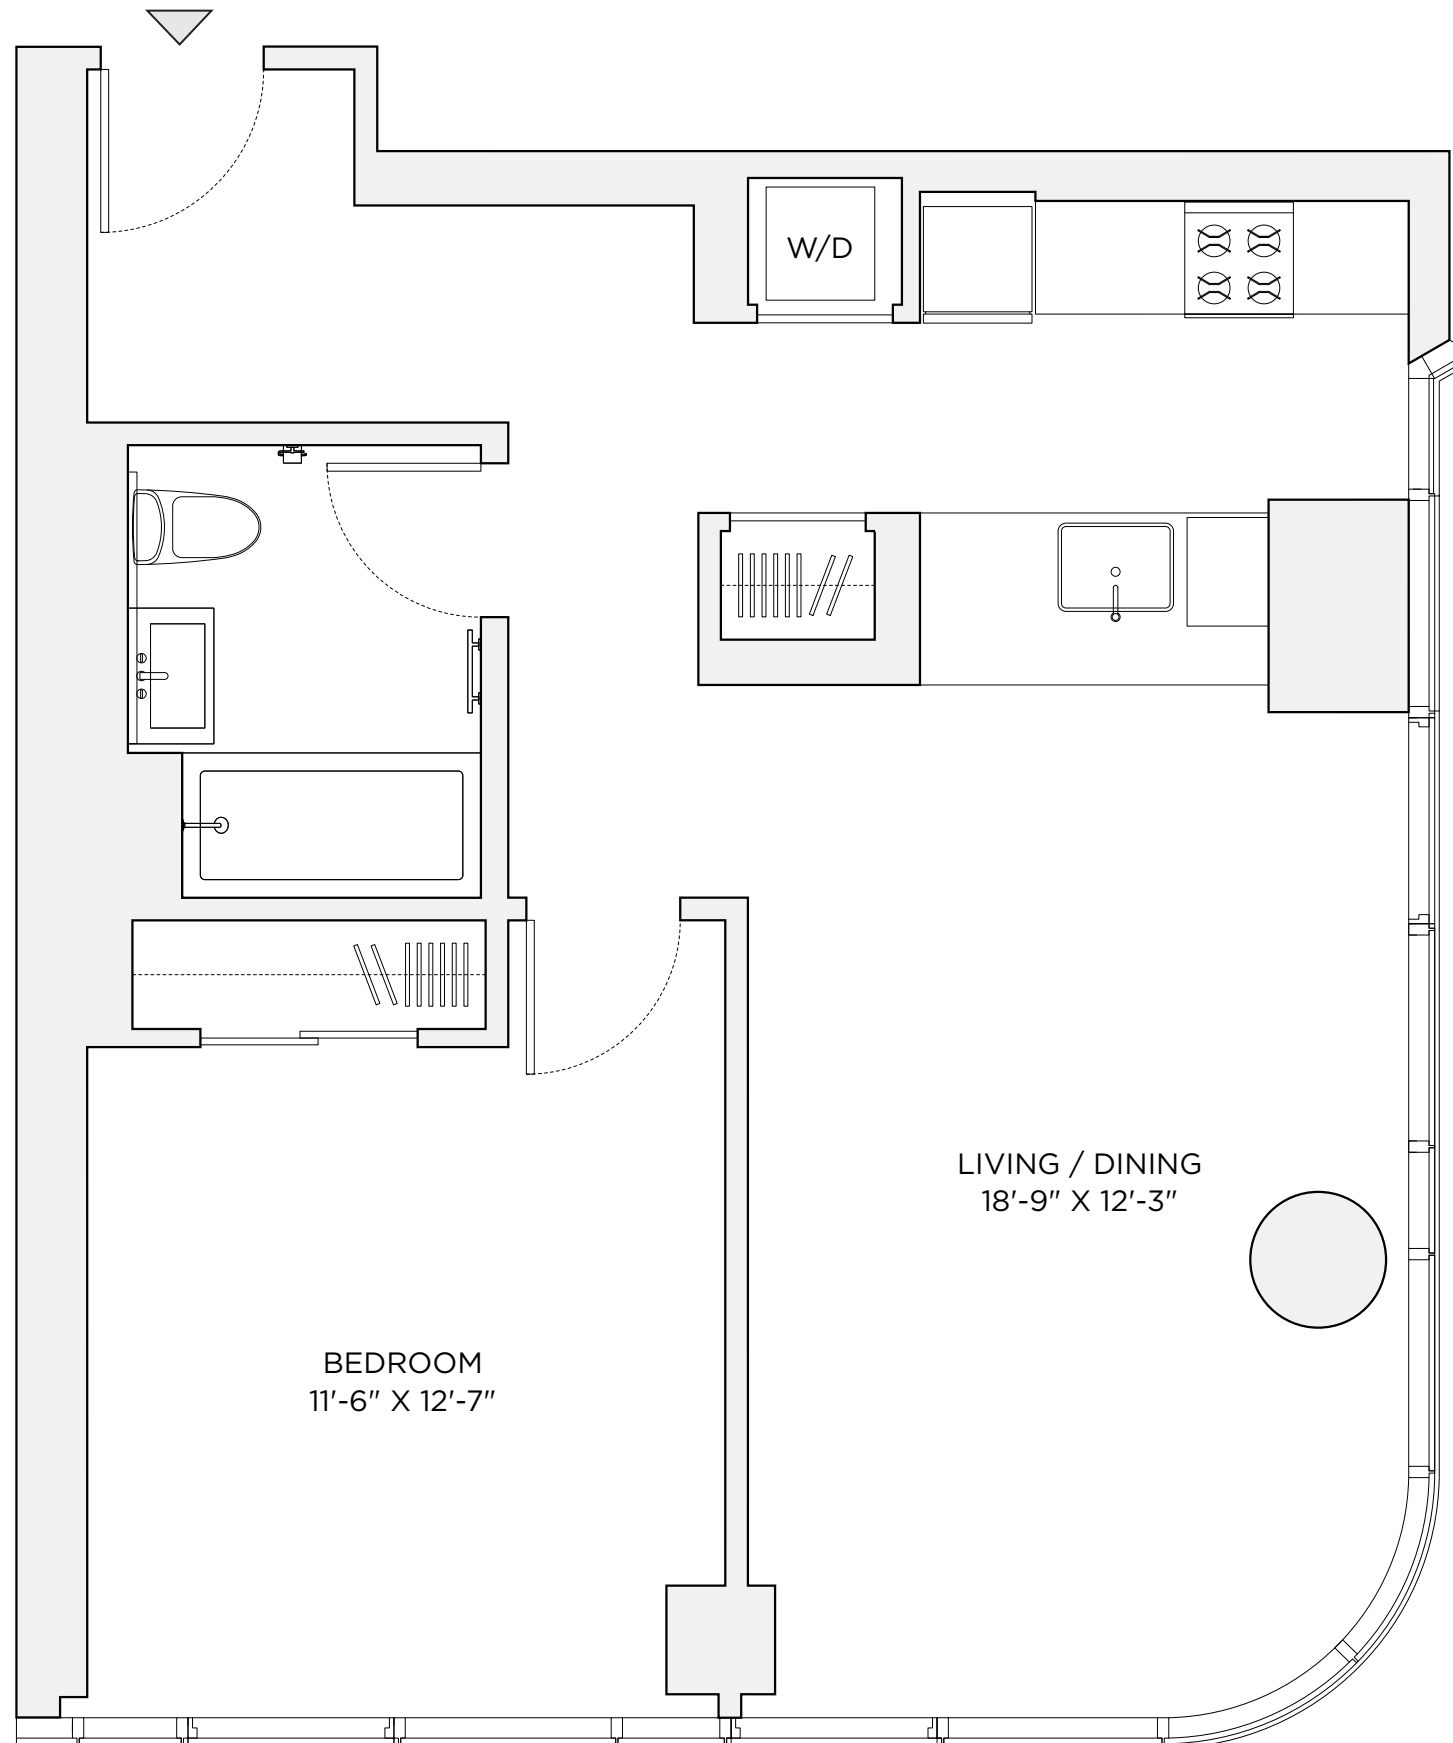 W/D
LIVING / DINING
18'-9" X 12'-3"
BEDROOM
11'-6" X 12'-7"